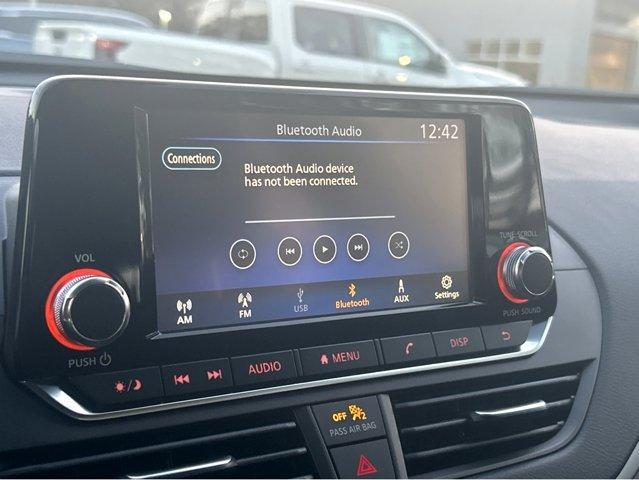 Bluetooth Audio
12:42
Connections
Bluetooth Audio device
has not been connected.
AM
FM
USB
Bluetooth
AUX
Settings
VOL
PUSH
TUNE·SCROLL
PUSH SOUND
AUDIO
MENU
DISP
OFF 2
PASS AIR BAG